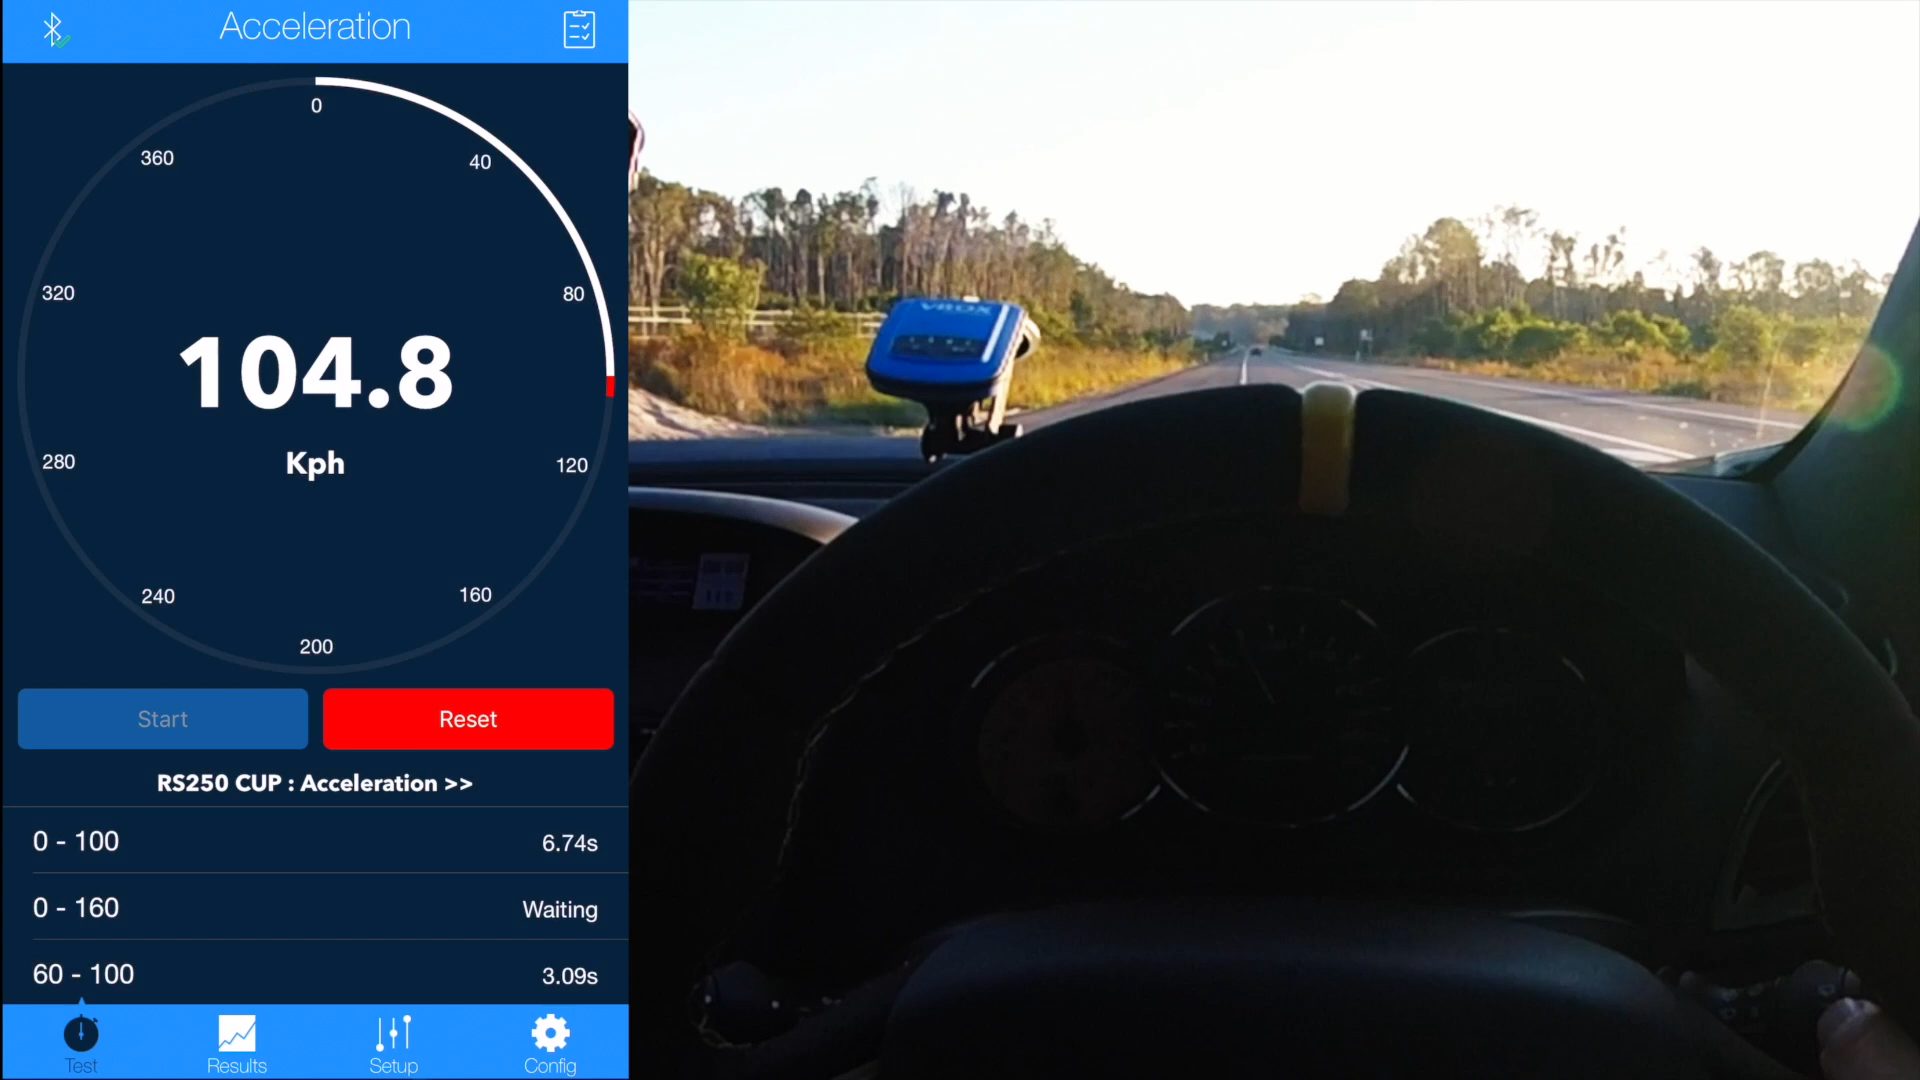 Acceleration
0
40
80
120
160
200
240
280
320
360
104.8
Kph
Start
Reset
RS250 CUP : Acceleration >>
0 - 100
6.74s
0 - 160
Waiting
60 - 100
3.09s
Test
Results
Setup
Config
VBOX